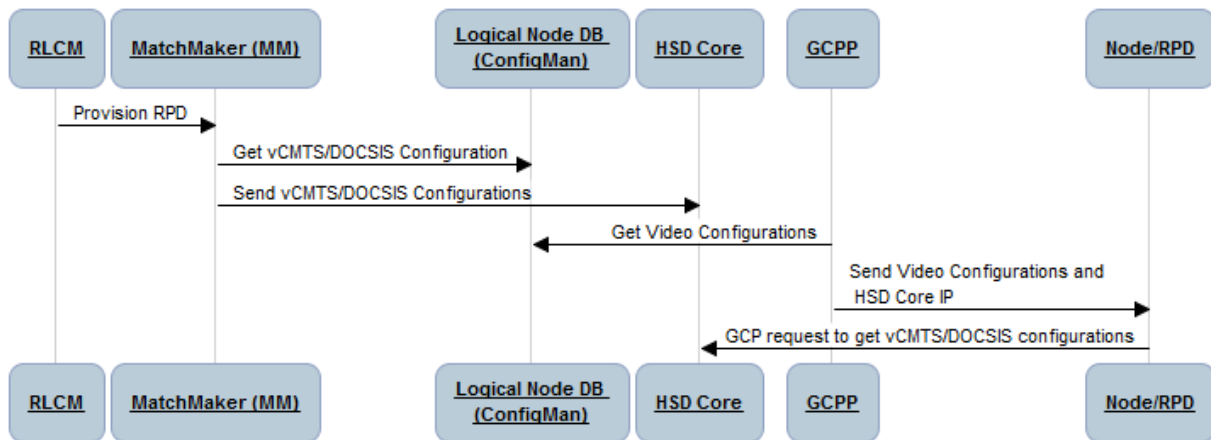 RLCM
MatchMaker (MM)
Logical Node DB
(ConfigMan)
HSD Core
GCPP
Node/RPD
Provision RPD
Get vCMTS/DOCSIS Configuration
Send vCMTS/DOCSIS Configurations
Get Video Configurations
Send Video Configurations and
HSD Core IP
GCP request to get vCMTS/DOCSIS configurations
RLCM
MatchMaker (MM)
Logical Node DB
(ConfigMan)
HSD Core
GCPP
Node/RPD